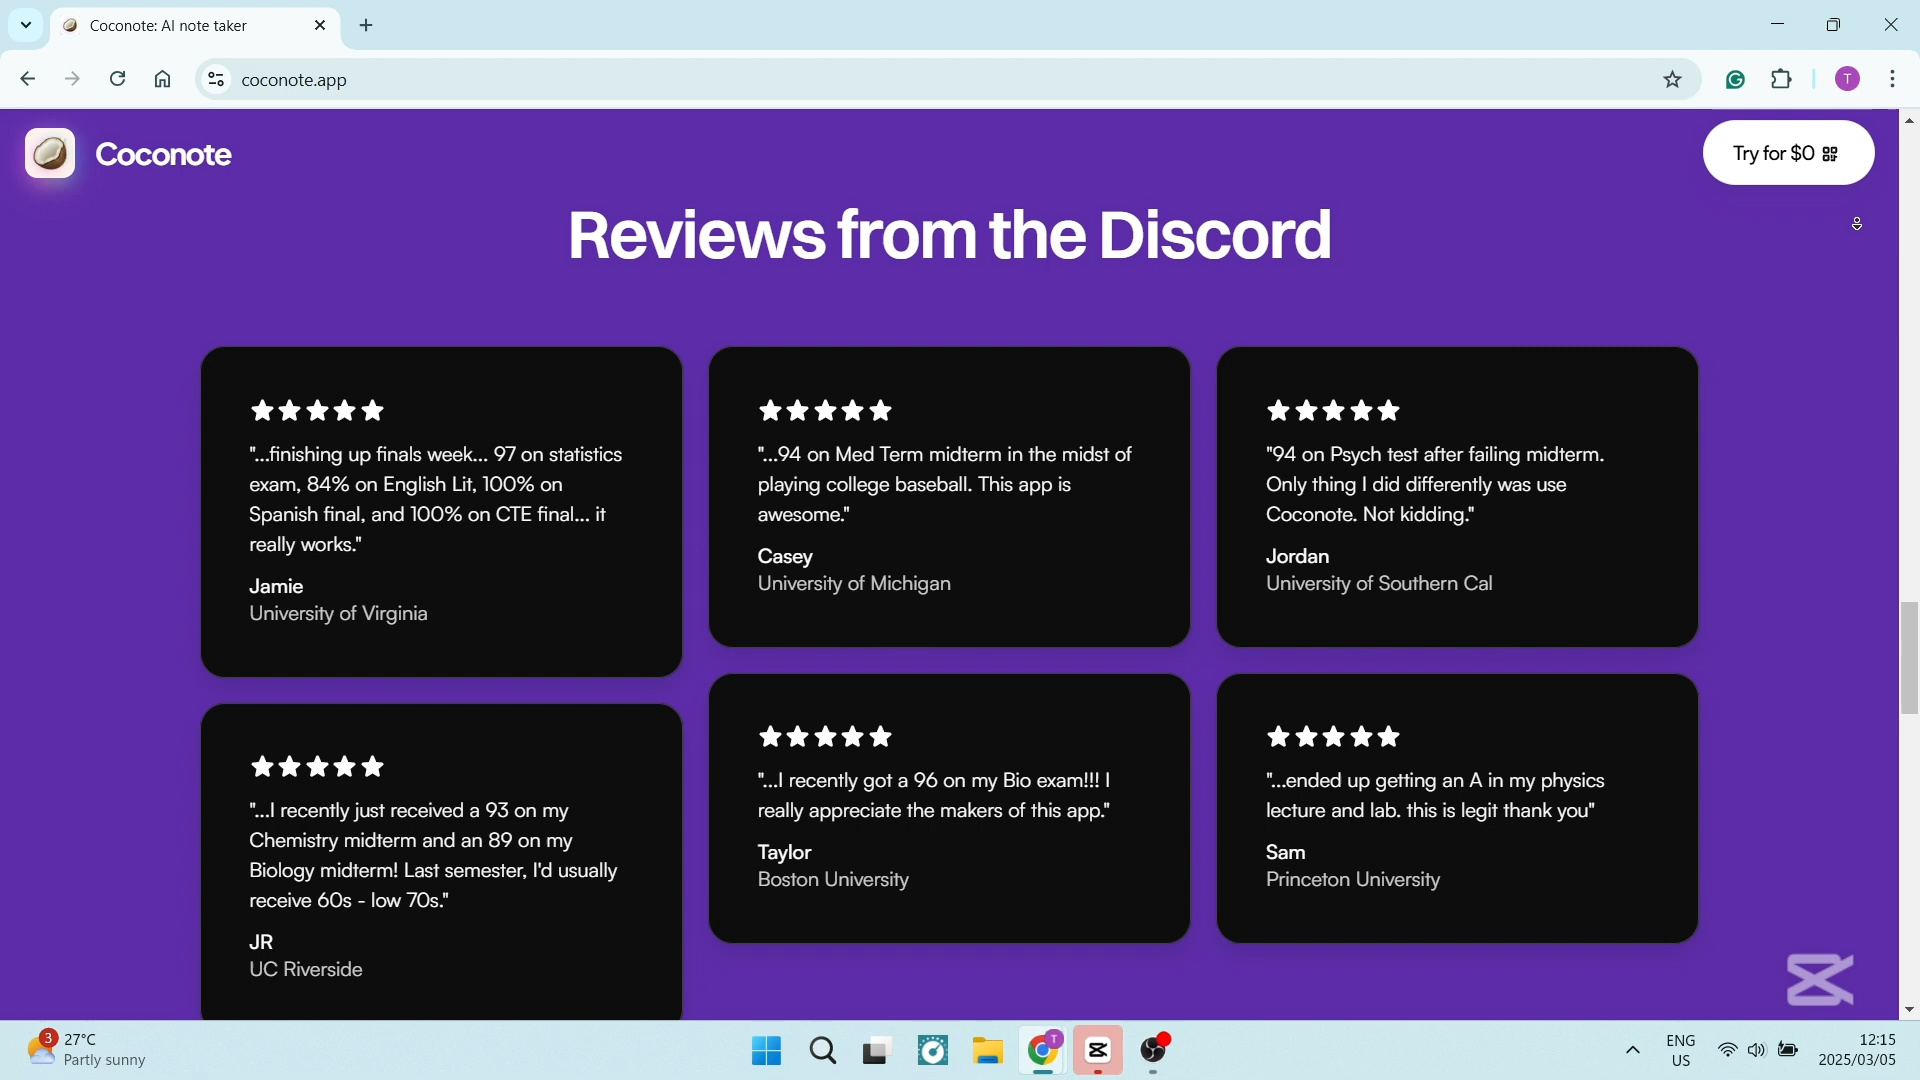 Coconote: AI note taker
coconote.app
T
Coconote
Try for $0
Reviews from the Discord
"...finishing up finals week... 97 on statistics
exam, 84% on English Lit, 100% on
Spanish final, and 100% on CTE final... it
really works."
Jamie
University of Virginia
"...94 on Med Term midterm in the midst of
playing college baseball. This app is
awesome."
Casey
University of Michigan
"94 on Psych test after failing midterm.
Only thing I did differently was use
Coconote. Not kidding."
Jordan
University of Southern Cal
"...I recently just received a 93 on my
Chemistry midterm and an 89 on my
Biology midterm! Last semester, I'd usually
receive 60s - low 70s."
JR
UC Riverside
"...I recently got a 96 on my Bio exam!!! I
really appreciate the makers of this app."
Taylor
Boston University
"...ended up getting an A in my physics
lecture and lab. this is legit thank you"
Sam
Princeton University
3
27°C
Partly sunny
T
ENG
US
12:15
2025/03/05